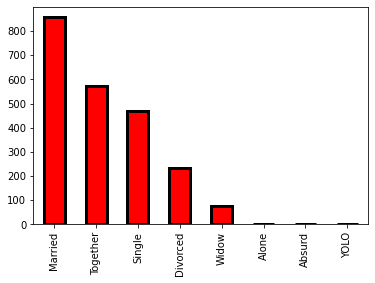 800
700
600
500
400
300
200
100
0
Married
Together
Single
Divorced
Widow
Alone
Absurd
YOLO